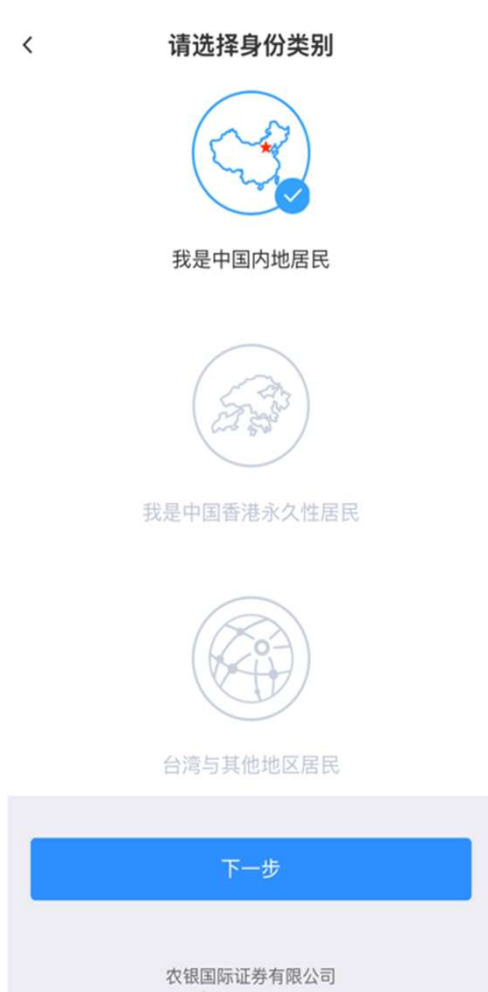 请选择身份类别
我是中国内地居民
我是中国香港永久性居民
台湾与其他地区居民
下一步
农银国际证券有限公司